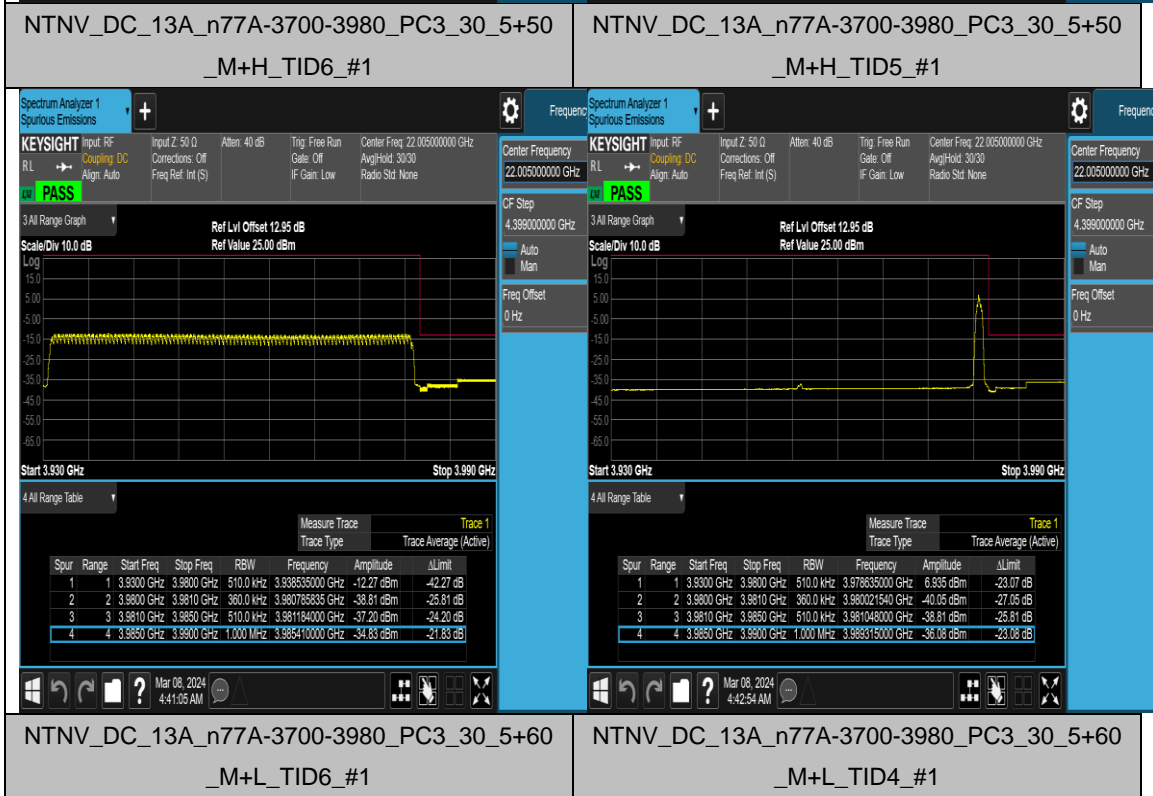 NTNV_DC_13A_n77A-3700-3980_PC3_30_5+50
_M+H_TID6_#1
NTNV_DC_13A_n77A-3700-3980_PC3_30_5+50
_M+H_TID5_#1
Spectrum Analyzer 1
Spurious Emissions
+
Frequenc
KEYSIGHT Input: RF Input Z: 50 Ω Atten: 40 dB Trig: Free Run Center Freq: 22.005000000 GHz
Coupling: DC Corrections: Off Gate: Off Avg|Hold: 30/30
RL Align: Auto Freq Ref: Int (S) IF Gain: Low Radio Std: None
PASS
Center Frequency
22.005000000 GHz
CF Step
4.399000000 GHz
Auto
Man
Freq Offset
0 Hz
3 All Range Graph
Ref Lvl Offset 12.95 dB
Scale/Div 10.0 dB Ref Value 25.00 dBm
Log
15.0
5.00
-5.00
-15.0
-25.0
-35.0
-45.0
-55.0
-65.0
Start 3.930 GHz Stop 3.990 GHz
4 All Range Table
Measure Trace Trace 1
Trace Type Trace Average (Active)
Spur Range Start Freq Stop Freq RBW Frequency Amplitude ΔLimit
1 1 3.9300 GHz 3.9800 GHz 510.0 kHz 3.938535000 GHz -12.27 dBm -42.27 dB
2 2 3.9800 GHz 3.9810 GHz 360.0 kHz 3.980785835 GHz -38.81 dBm -25.81 dB
3 3 3.9810 GHz 3.9850 GHz 510.0 kHz 3.981184000 GHz -37.20 dBm -24.20 dB
4 4 3.9850 GHz 3.9900 GHz 1.000 MHz 3.985410000 GHz -34.83 dBm -21.83 dB
?
Mar 08, 2024
4:41:05 AM
Spectrum Analyzer 1
Spurious Emissions
+
Frequenc
KEYSIGHT Input: RF Input Z: 50 Ω Atten: 40 dB Trig: Free Run Center Freq: 22.005000000 GHz
Coupling: DC Corrections: Off Gate: Off Avg|Hold: 30/30
RL Align: Auto Freq Ref: Int (S) IF Gain: Low Radio Std: None
PASS
Center Frequency
22.005000000 GHz
CF Step
4.399000000 GHz
Auto
Man
Freq Offset
0 Hz
3 All Range Graph
Ref Lvl Offset 12.95 dB
Scale/Div 10.0 dB Ref Value 25.00 dBm
Log
15.0
5.00
-5.00
-15.0
-25.0
-35.0
-45.0
-55.0
-65.0
Start 3.930 GHz Stop 3.990 GHz
4 All Range Table
Measure Trace Trace 1
Trace Type Trace Average (Active)
Spur Range Start Freq Stop Freq RBW Frequency Amplitude ΔLimit
1 1 3.9300 GHz 3.9800 GHz 510.0 kHz 3.978635000 GHz 6.935 dBm -23.07 dB
2 2 3.9800 GHz 3.9810 GHz 360.0 kHz 3.980021540 GHz -40.05 dBm -27.05 dB
3 3 3.9810 GHz 3.9850 GHz 510.0 kHz 3.981048000 GHz -38.81 dBm -25.81 dB
4 4 3.9850 GHz 3.9900 GHz 1.000 MHz 3.989315000 GHz -36.08 dBm -23.08 dB
?
Mar 08, 2024
4:42:54 AM
NTNV_DC_13A_n77A-3700-3980_PC3_30_5+60
_M+L_TID6_#1
NTNV_DC_13A_n77A-3700-3980_PC3_30_5+60
_M+L_TID4_#1